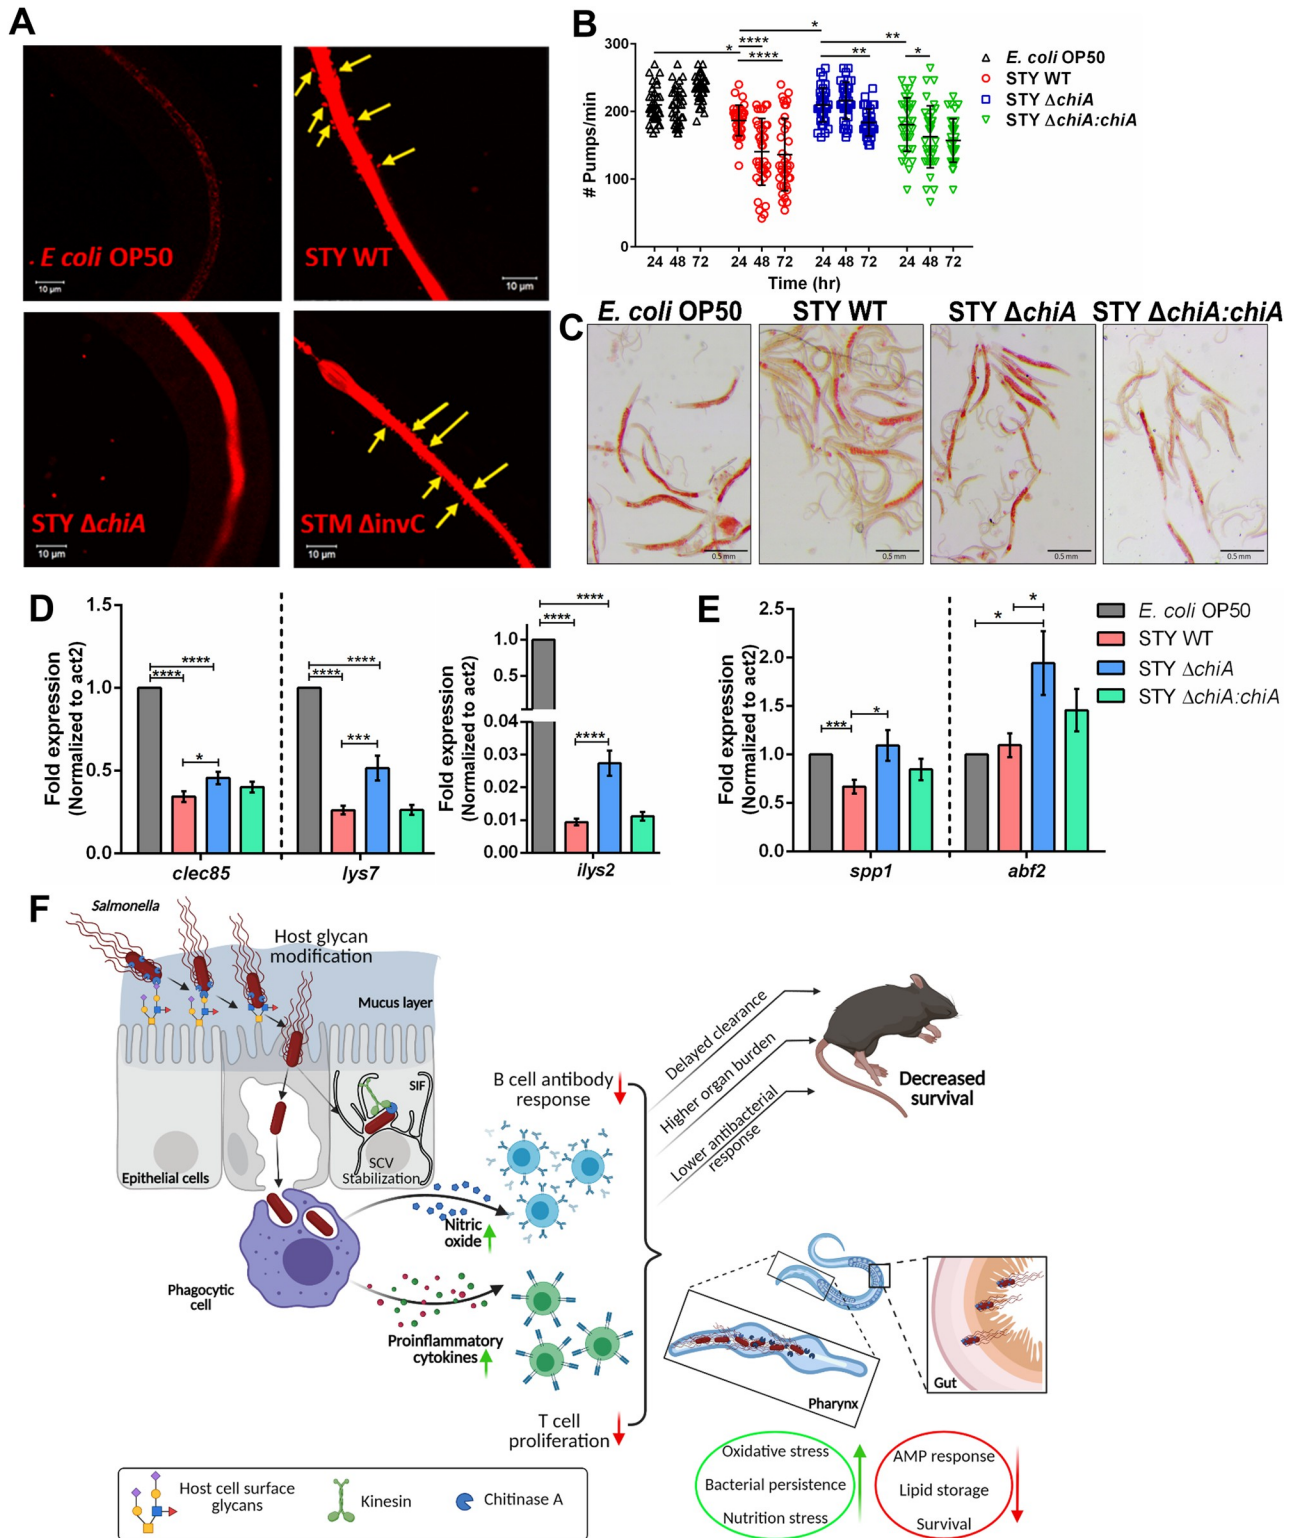 A
E coli OP50
10 µm
STY WT
10 µm
STY ΔchiA
10 µm
STM ΔinvC
10 µm
B
# Pumps/min
300
200
100
0
* **** **** * ** ** *
24 48 72 24 48 72 24 48 72 24 48 72
Time (hr)
E. coli OP50
STY WT
STY ΔchiA
STY ΔchiA:chiA
C
E. coli OP50
STY WT
STY ΔchiA
STY ΔchiA:chiA
0.5 mm
0.5 mm
0.5 mm
0.5 mm
D
Fold expression
(Normalized to act2)
1.5
1.0
0.5
0.0
****
****
*
****
****
***
clec85
lys7
Fold expression
(Normalized to act2)
1.0
0.5
0.04
0.03
0.02
0.01
0.00
****
****
****
ilys2
E
Fold expression
(Normalized to act2)
2.5
2.0
1.5
1.0
0.5
0.0
***
*
*
*
spp1
abf2
E. coli OP50
STY WT
STY ΔchiA
STY ΔchiA:chiA
F
Salmonella
Host glycan
modification
Mucus layer
SIF
SCV
Stabilization
Epithelial cells
Phagocytic
cell
Nitric
oxide
Proinflammatory
cytokines
B cell antibody
response
T cell
proliferation
Delayed clearance
Higher organ burden
Lower antibacterial
response
Decreased
survival
Pharynx
Gut
Oxidative stress
Bacterial persistence
Nutrition stress
AMP response
Lipid storage
Survival
Host cell surface
glycans
Kinesin
Chitinase A